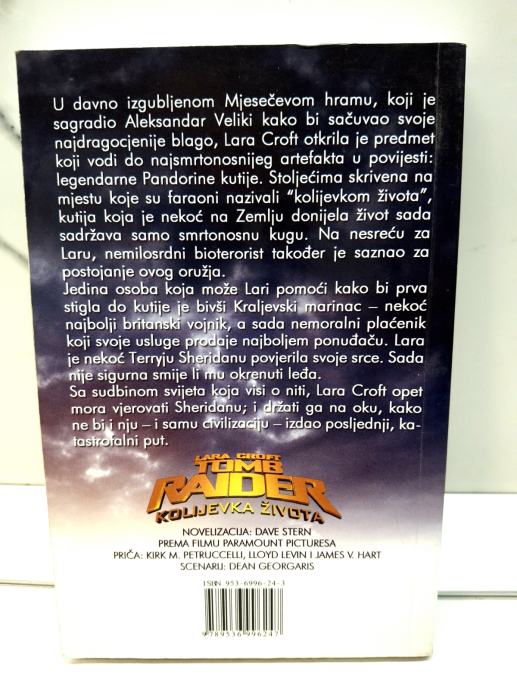 U davno izgubljenom Mjesečevom hramu, koji je
sagradio Aleksandar Veliki kako bi sačuvao svoje
najdragocjenije blago, Lara Croft otkrila je predmet
koji vodi do najsmrtonosnijeg artefakta u povijesti:
legendarne Pandorine kutije. Stoljećima skrivena na
mjestu koje su faraoni nazivali “kolijevkom života”,
kutija koja je nekoć na Zemlju donijela život sada
sadržava samo smrtonosnu kugu. Na nesreću za
Laru, nemilosrdni bioterorist također je saznao za
postojanje ovog oružja.
Jedina osoba koja može Lari pomoći kako bi prva
stigla do kutije je bivši Kraljevski marinac – nekoć
najbolji britanski vojnik, a sada nemoralni plaćenik
koji svoje usluge prodaje najboljem ponuđaču. Lara
je nekoć Terryju Sheridanu povjerila svoje srce. Sada
nije sigurna smije li mu okrenuti leđa.
Sa sudbinom svijeta koja visi o niti, Lara Croft opet
mora vjerovati Sheridanu; i držati ga na oku, kako
ne bi i nju – i samu civilizaciju – izdao posljednji, ka-
tastrofalni put.
LARA CROFT
TOMB
RAIDER
KOLIJEVKA ŽIVOTA
NOVELIZACIJA: DAVE STERN
PREMA FILMU PARAMOUNT PICTURESA
PRIČA: KIRK M. PETRUCCELLI, LLOYD LEVIN I JAMES V. HART
SCENARIJ: DEAN GEORGARIS
ISBN 953-6996-24-3
9789536996247